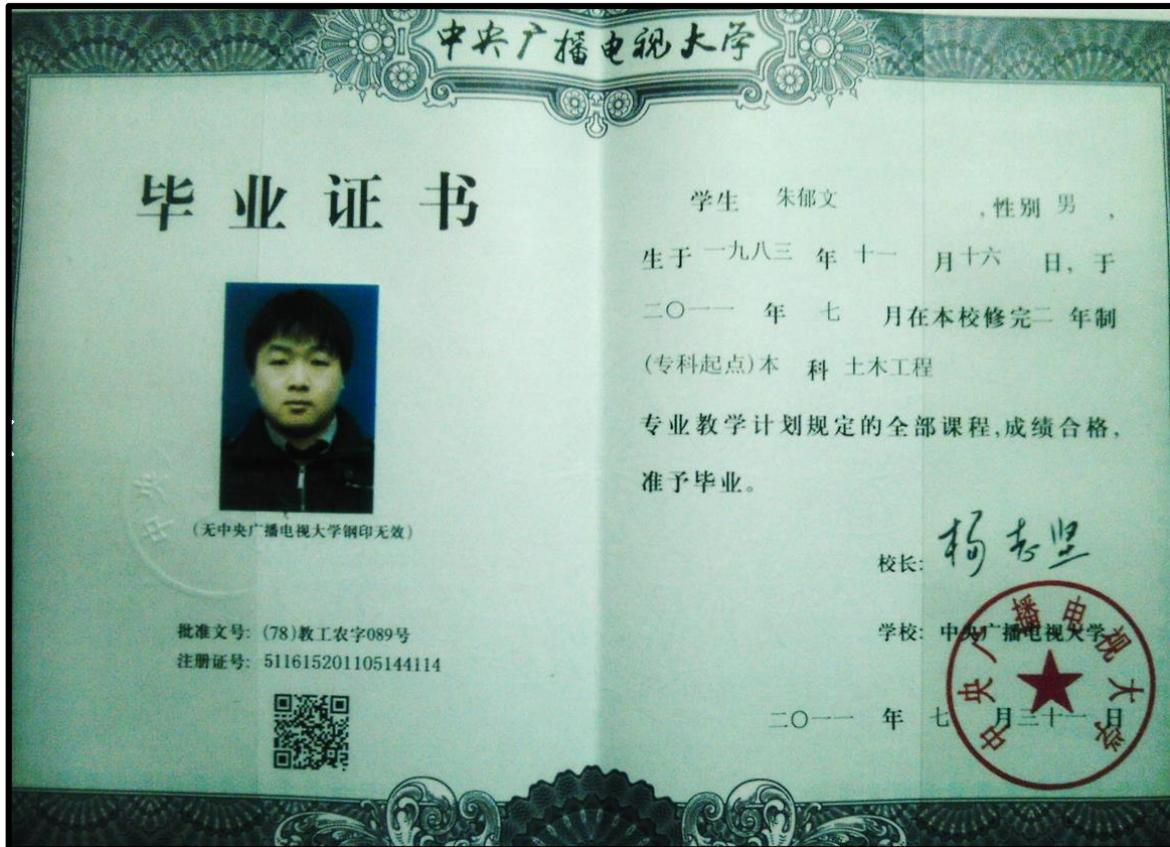 中央广播电视大学
毕业证书
(无中央广播电视大学钢印无效)
批准文号: (78)教工农字089号
注册证号: 511615201105144114
学生 朱郁文 , 性别 男 ,
生于 一九八三 年 十一 月 十六 日, 于
二〇一一 年 七 月在本校修完 二 年制
(专科起点)本 科 土木工程
专业教学计划规定的全部课程,成绩合格,
准予毕业。
校长: 杨志坚
学校: 中央广播电视大学
二〇一一 年 七 月三十一日
中央广播电视大学
中央